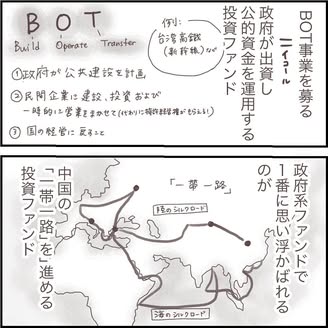 BOT事業を募る
イコール
政府が出資し
公的資金を運用する
投資ファンド
例:
台湾高鐵
(新幹線)など
B O T
Build Operate Transfer
①政府が公共建設を計画
②民間企業に建設、投資および
一時的に営業をまかせて(代わりに特許経営権がもらえる)
③国の経営に戻すこと
政府系ファンドで
1番に思い浮かばれる
のが
「一帯一路」
陸のシルクロード
海のシルクロード
中国の
「一帯一路」を進める
投資ファンド